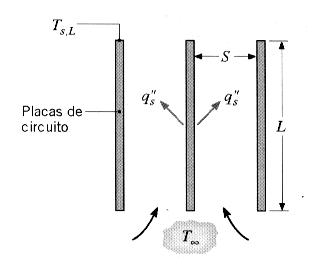 T_{s,L}
S
q''_s
q''_s
Placas de
circuito
L
T_∞